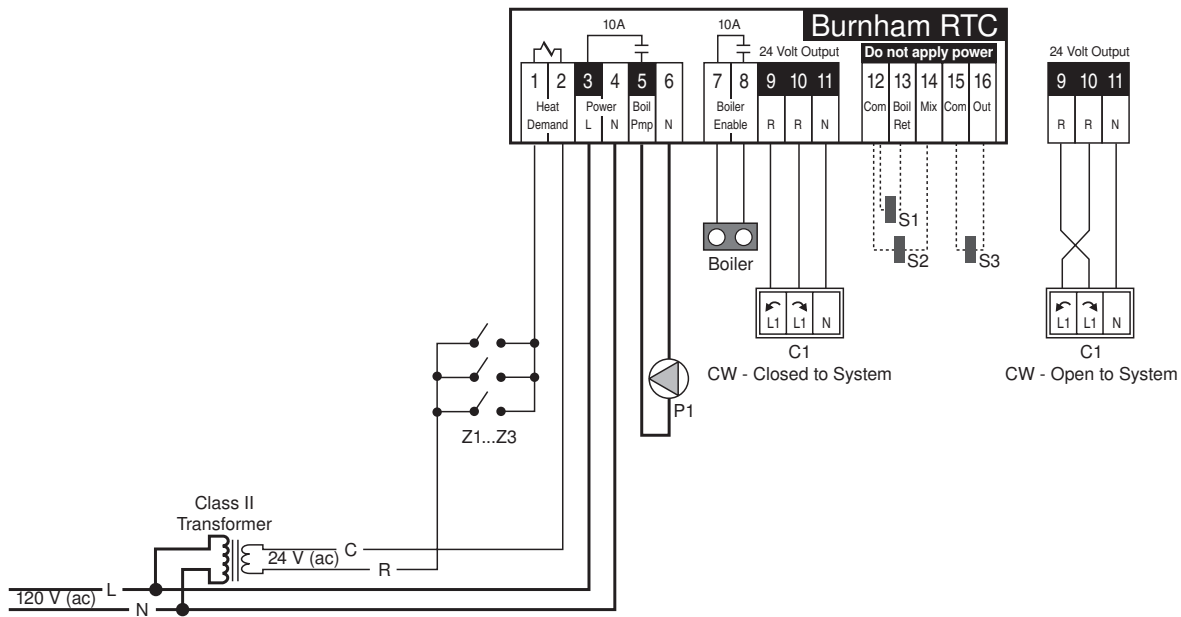 Burnham RTC
10A
10A
24 Volt Output
Do not apply power
24 Volt Output
1 2 3 4 5 6 7 8 9 10 11 12 13 14 15 16
9 10 11
Heat Demand
Power
L N
Boil Pmp
N
Boiler Enable
R R N
Com
Boil Ret
Mix
Com
Out
R R N
S1
S2
S3
Boiler
L1 L1 N
C1
CW - Closed to System
L1 L1 N
C1
CW - Open to System
P1
Z1...Z3
Class II
Transformer
24 V (ac)
C
R
120 V (ac)
L
N